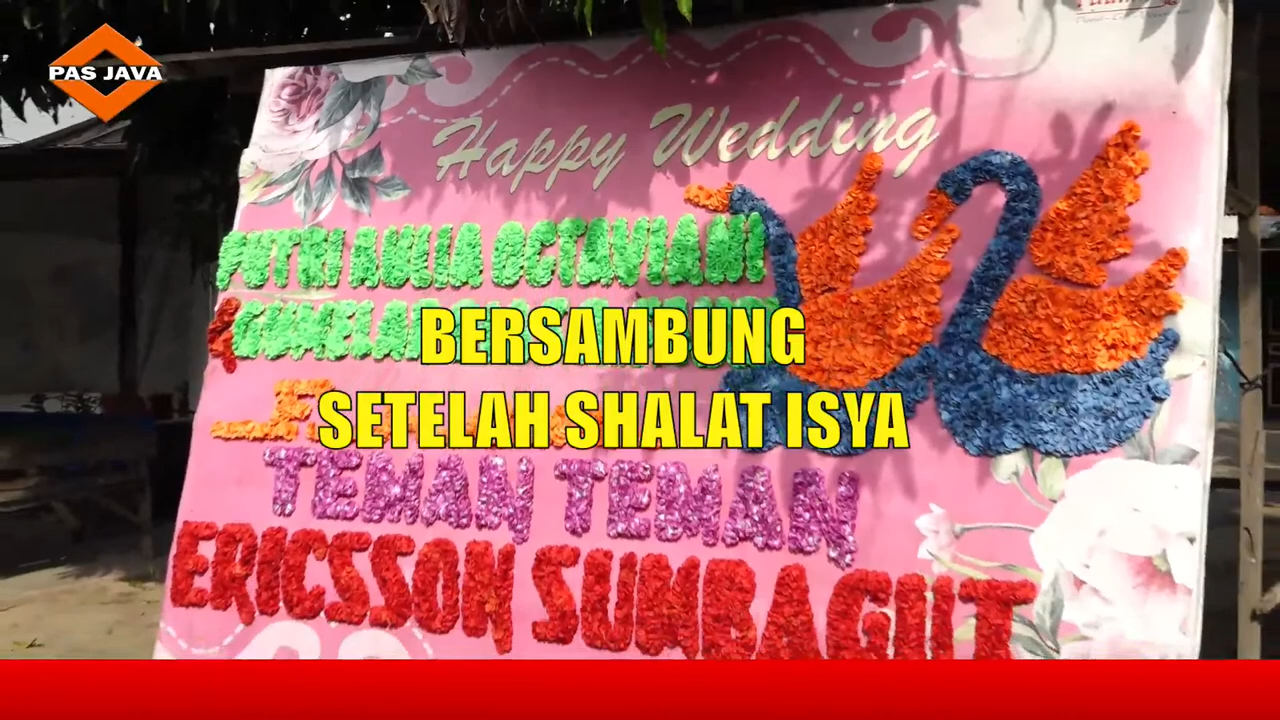 PAS JAVA
Happy Wedding
PUTRI AULIA OCTAVIANI
&
BERSAMBUNG
SETELAH SHALAT ISYA
TEMAN TEMAN
ERICSSON SUMBAGUT